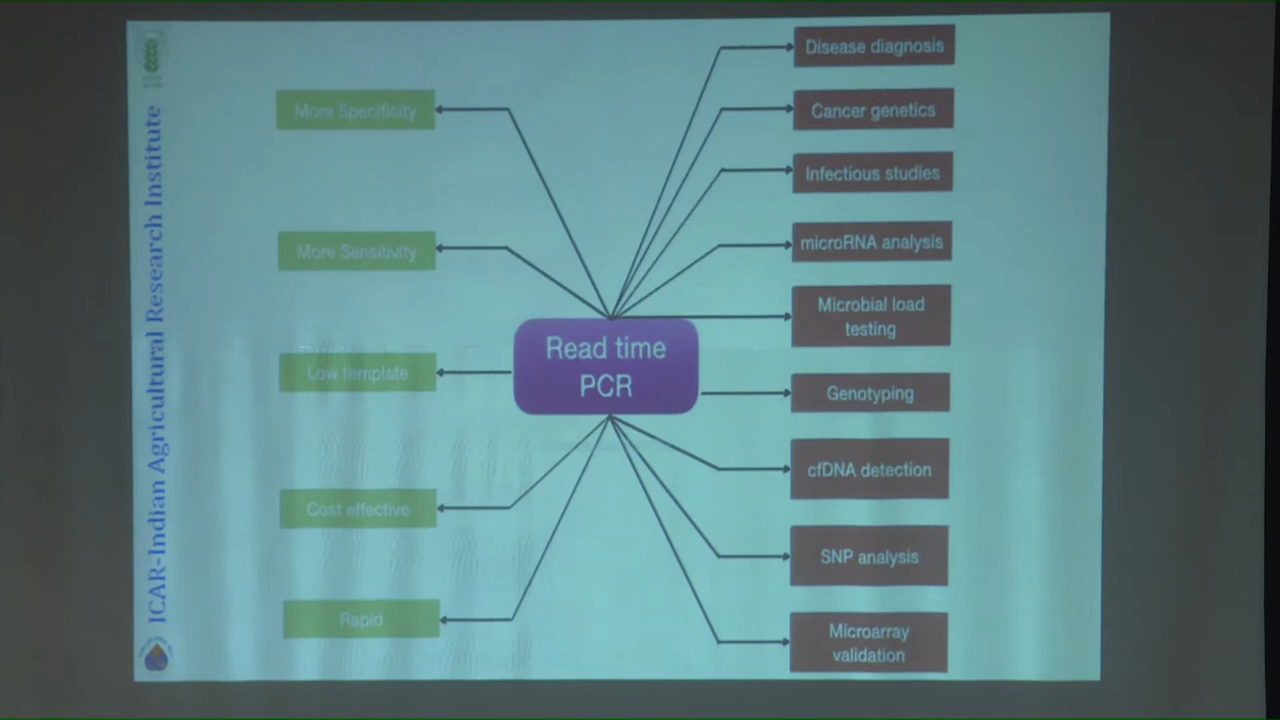 ICAR-Indian Agricultural Research Institute
More Specificity
More Sensitivity
Low template
Cost effective
Rapid
Read time
PCR
Disease diagnosis
Cancer genetics
Infectious studies
microRNA analysis
Microbial load
testing
Genotyping
cfDNA detection
SNP analysis
Microarray
validation